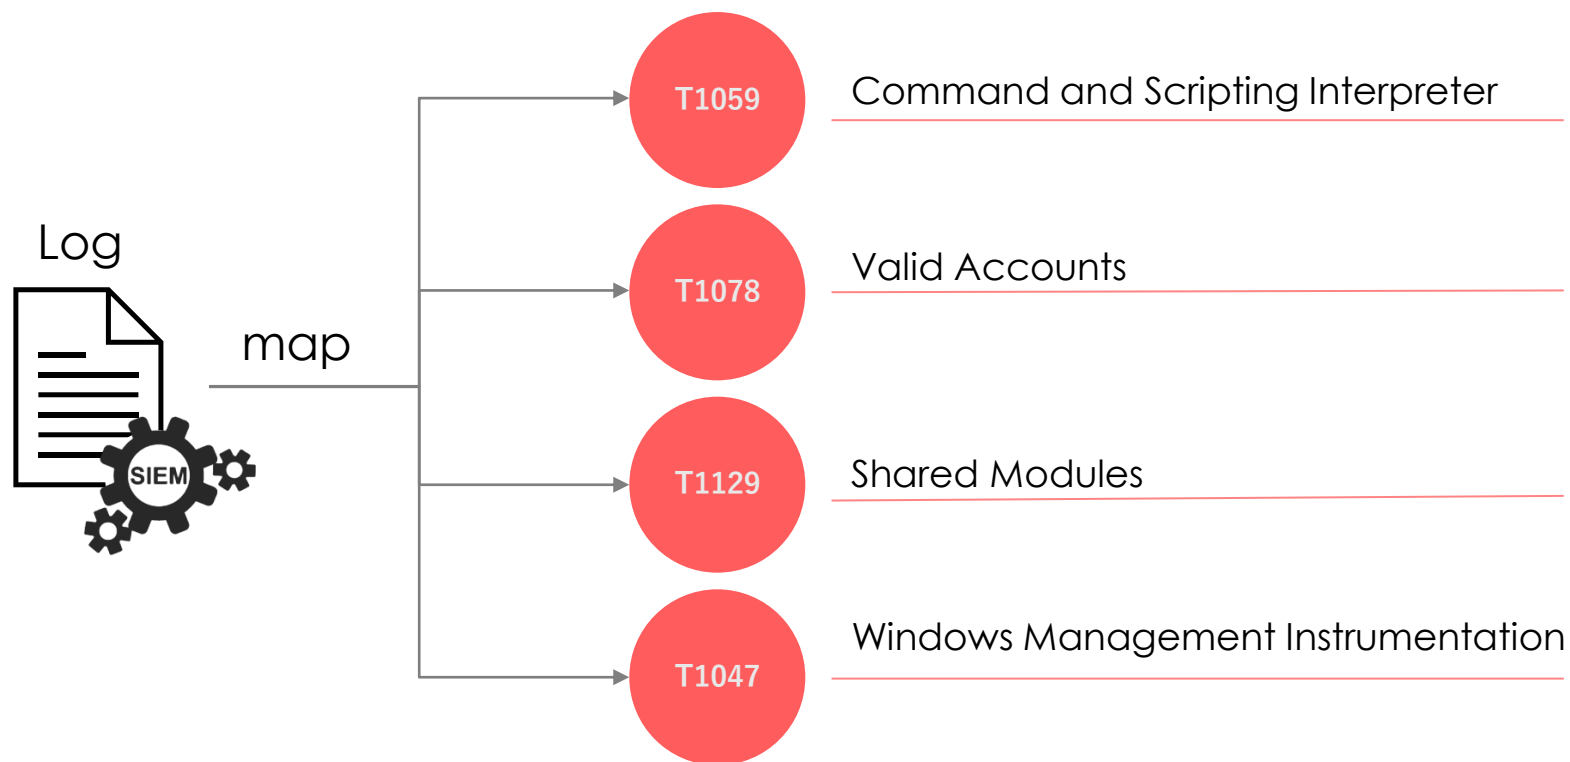 Log
SIEM
map
T1059
Command and Scripting Interpreter
T1078
Valid Accounts
T1129
Shared Modules
T1047
Windows Management Instrumentation